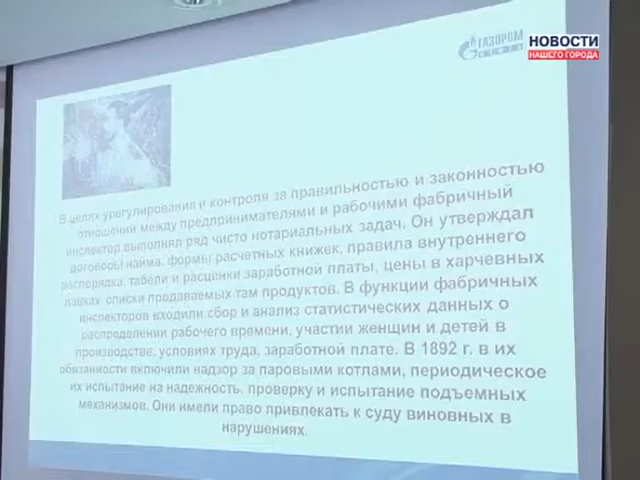 ГАЗПРОМ
НОВОСТИ
НАШЕГО ГОРОДА
В целях урегулирования и контроля за правильностью и законностью
отношений между предпринимателями и рабочими фабричный
инспектор выполнял ряд чисто нотариальных задач. Он утверждал
договоры найма, формы расчетных книжек, правила внутреннего
распорядка, табели и расценки заработной платы, цены в харчевных
лавках, списки продаваемых там продуктов. В функции фабричных
инспекторов входили сбор и анализ статистических данных о
распределении рабочего времени, участии женщин и детей в
производстве, условиях труда, заработной плате. В 1892 г. в их
обязанности включили надзор за паровыми котлами, периодическое
их испытание на надежность, проверку и испытание подъемных
механизмов. Они имели право привлекать к суду виновных в
нарушениях.